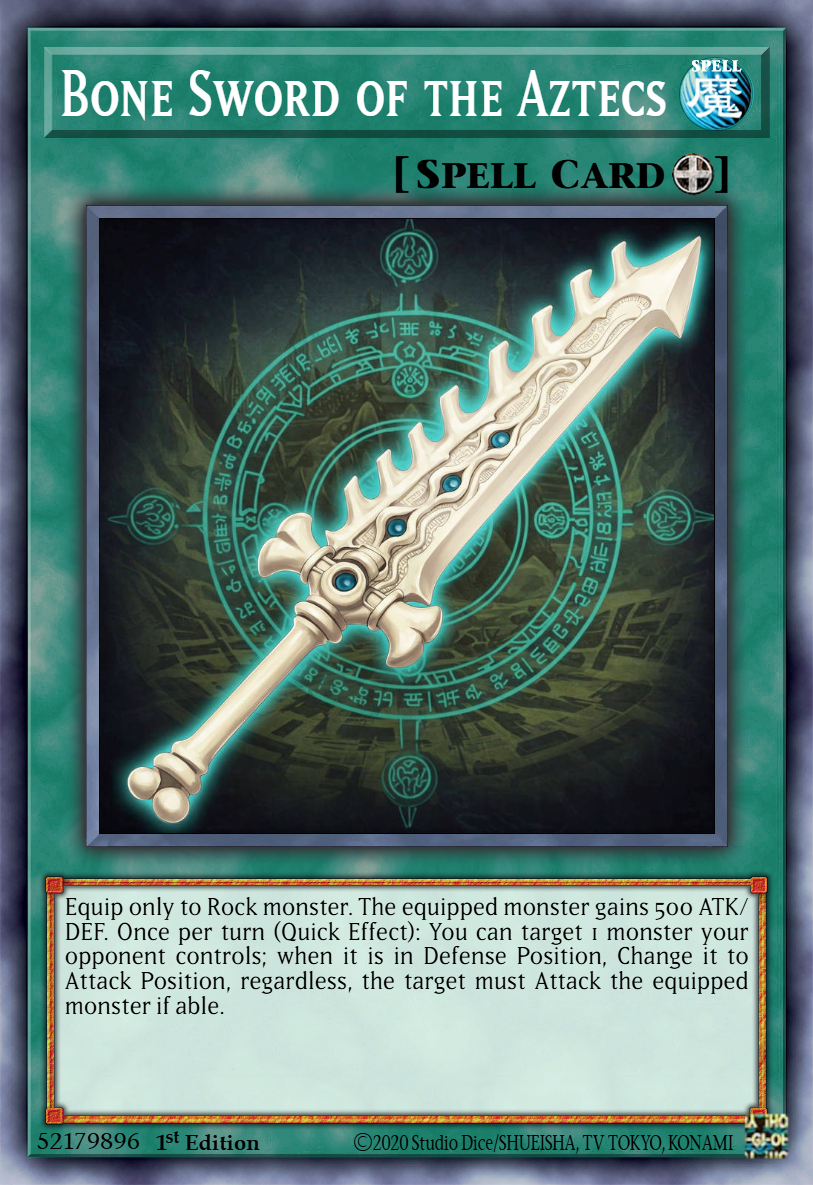 Bone Sword of the Aztecs
SPELL
魔
[Spell Card]
Equip only to Rock monster. The equipped monster gains 500 ATK/
DEF. Once per turn (Quick Effect): You can target 1 monster your
opponent controls; when it is in Defense Position, Change it to
Attack Position, regardless, the target must Attack the equipped
monster if able.
52179896 1st Edition ©2020 Studio Dice/SHUEISHA, TV TOKYO, KONAMI